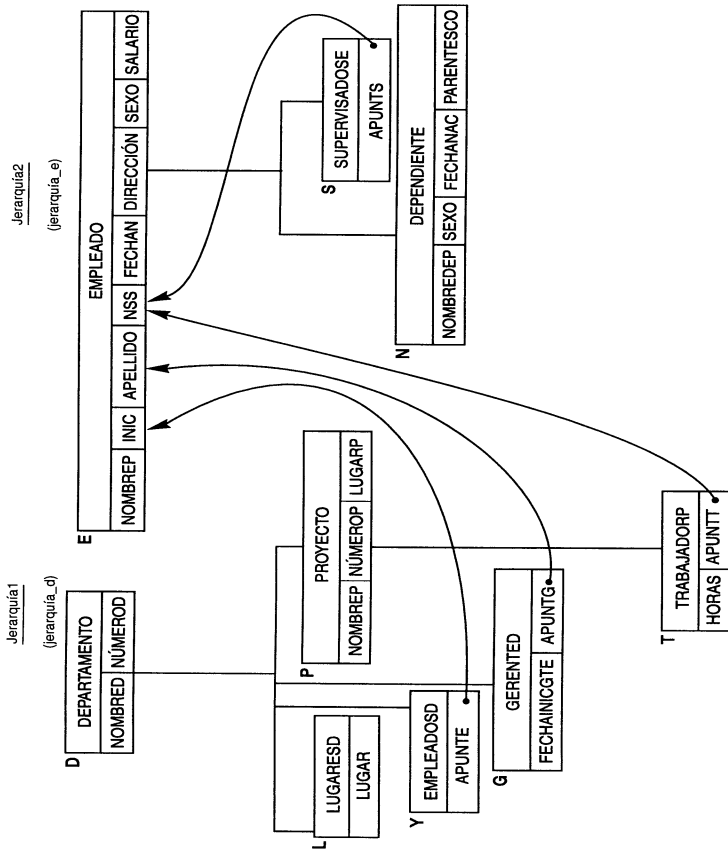 Jerarquía1
(jerarquía_d)
D
DEPARTAMENTO
NOMBRED NÚMEROD
L
LUGARESD
LUGAR
Y
EMPLEADOSD
APUNTE
G
GERENTED
FECHAINICGTE APUNTG
P
PROYECTO
NOMBREP NÚMEROP LUGARP
T
TRABAJADORP
HORAS APUNTT
Jerarquía2
(jerarquía_e)
E
EMPLEADO
NOMBREP INIC APELLIDO NSS FECHAN DIRECCIÓN SEXO SALARIO
S
SUPERVISADOSE
APUNTS
N
DEPENDIENTE
NOMBREDEP SEXO FECHANAC PARENTESCO